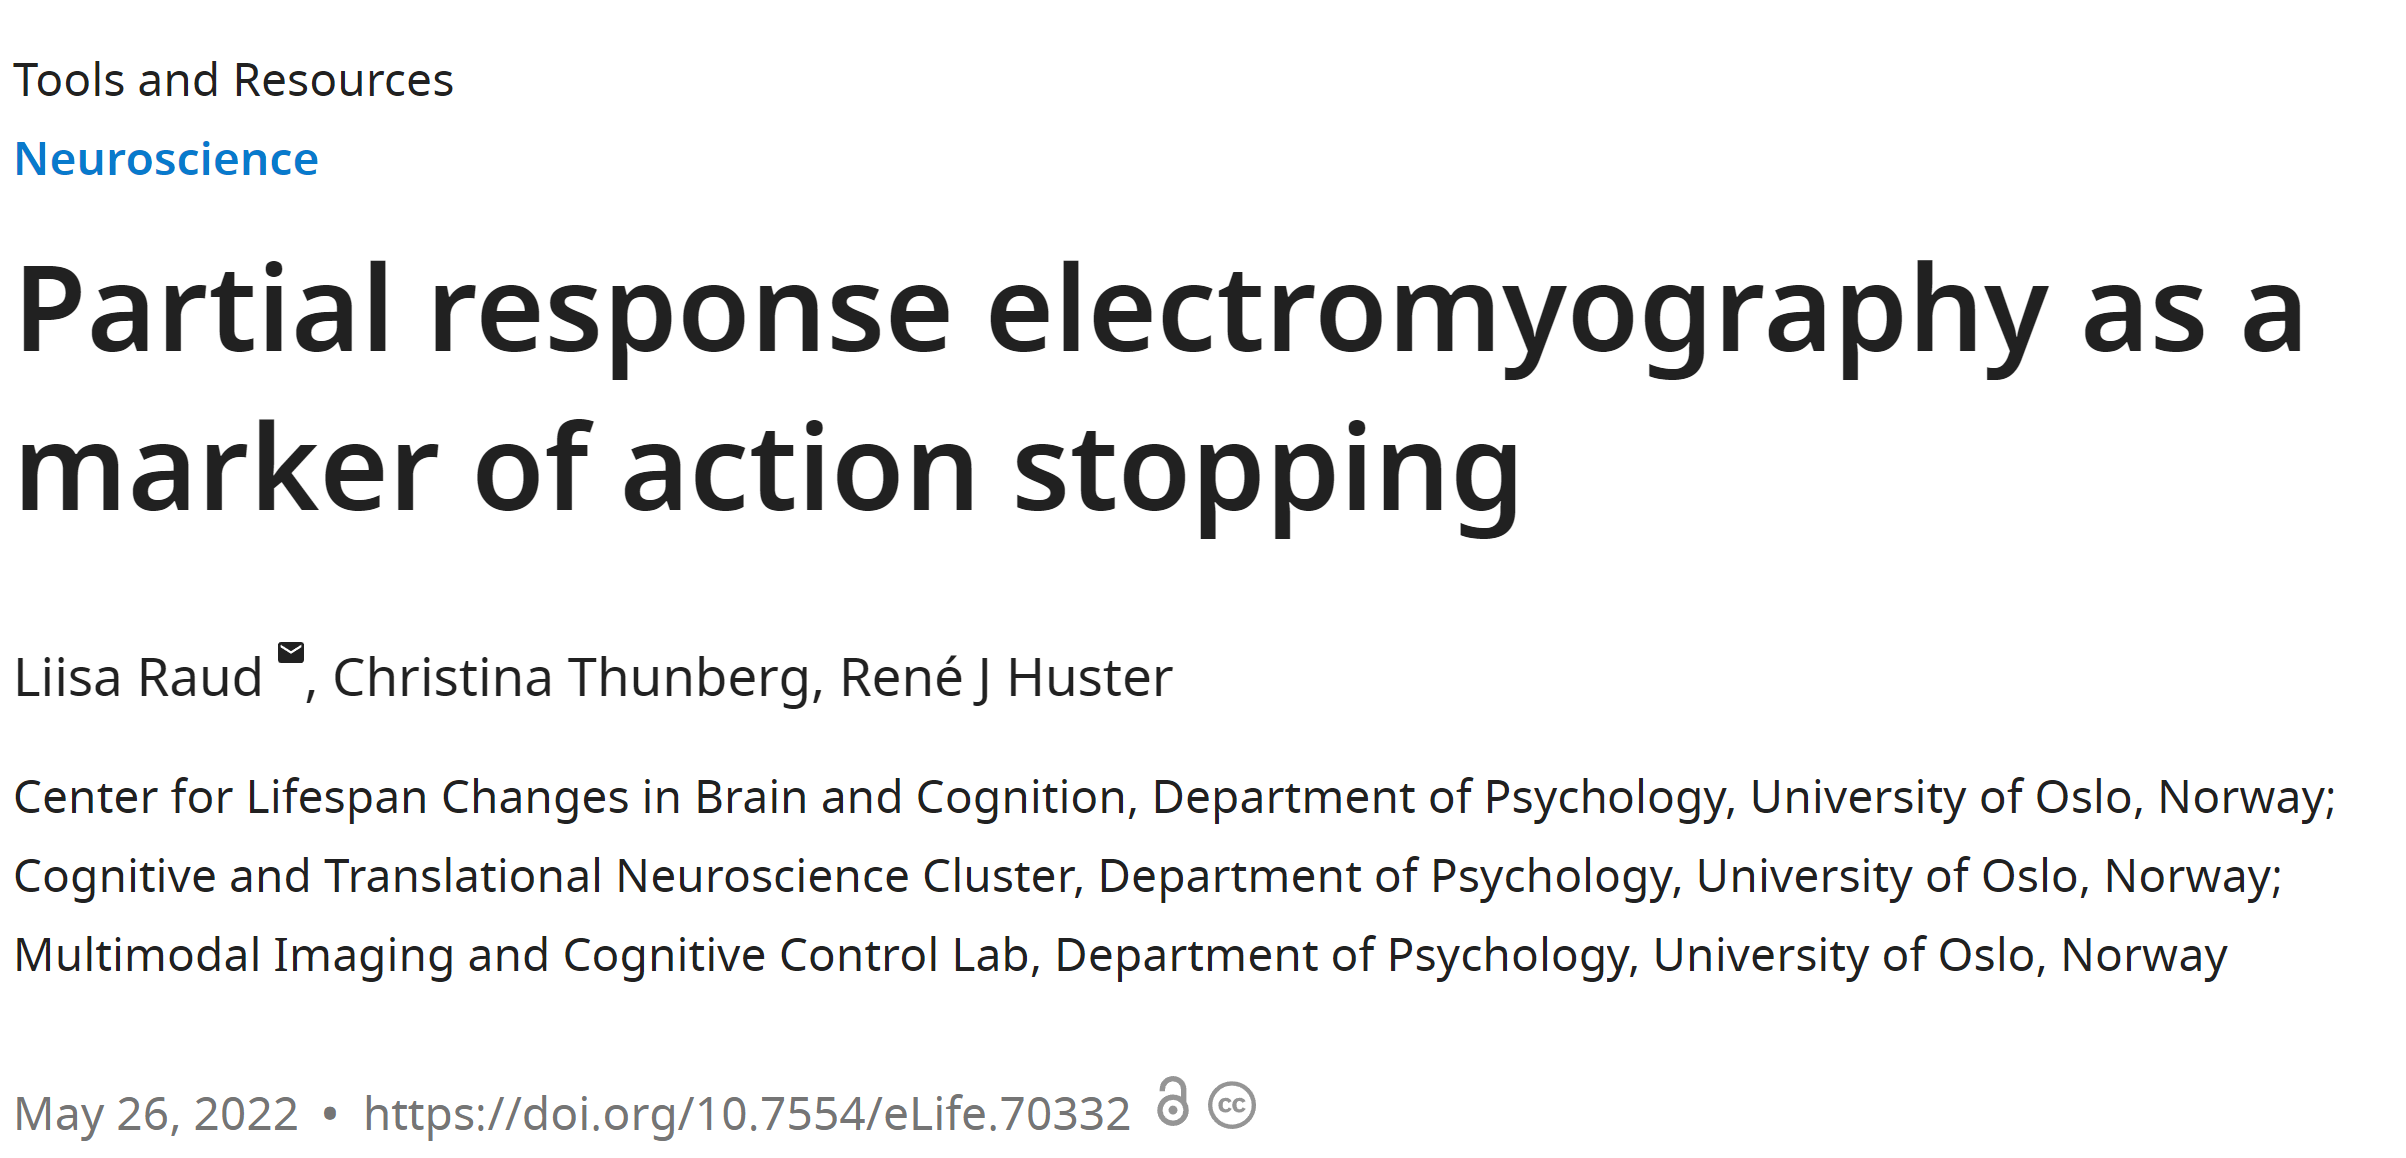 Tools and Resources
Neuroscience
Partial response electromyography as a
marker of action stopping
Liisa Raud, Christina Thunberg, René J Huster
Center for Lifespan Changes in Brain and Cognition, Department of Psychology, University of Oslo, Norway;
Cognitive and Translational Neuroscience Cluster, Department of Psychology, University of Oslo, Norway;
Multimodal Imaging and Cognitive Control Lab, Department of Psychology, University of Oslo, Norway
May 26, 2022 • https://doi.org/10.7554/eLife.70332 cc